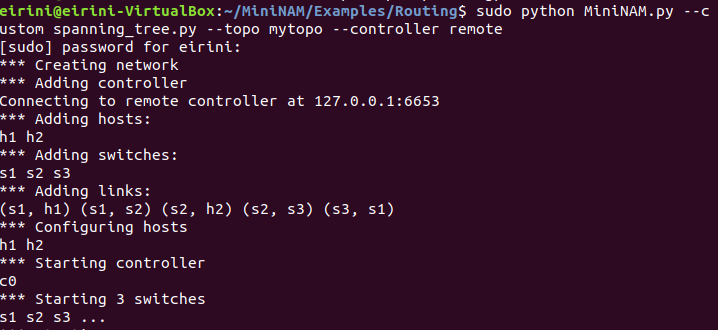 eirini@eirini-VirtualBox:~/MiniNAM/Examples/Routing$ sudo python MiniNAM.py --c
ustom spanning_tree.py --topo mytopo --controller remote
[sudo] password for eirini:
*** Creating network
*** Adding controller
Connecting to remote controller at 127.0.0.1:6653
*** Adding hosts:
h1 h2
*** Adding switches:
s1 s2 s3
*** Adding links:
(s1, h1) (s1, s2) (s2, h2) (s2, s3) (s3, s1)
*** Configuring hosts
h1 h2
*** Starting controller
c0
*** Starting 3 switches
s1 s2 s3 ...